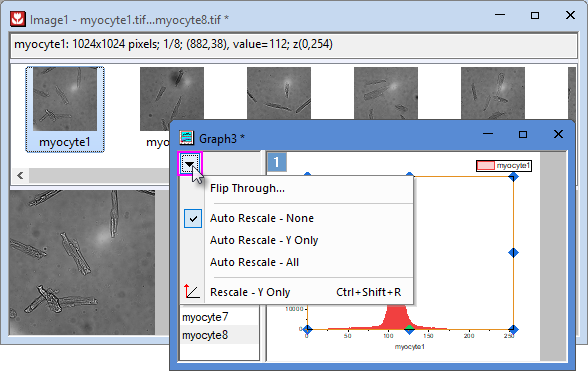 Image1 - myocyte1.tif...myocyte8.tif *
myocyte1: 1024x1024 pixels; 1/8; (882,38), value=112; z(0,254)
myocyte1
Graph3 *
1
myocyte1
Flip Through...
Auto Rescale - None
Auto Rescale - Y Only
Auto Rescale - All
Rescale - Y Only Ctrl+Shift+R
myocyte7
myocyte8
10000
0
0 50 100 150 200 250
myocyte1